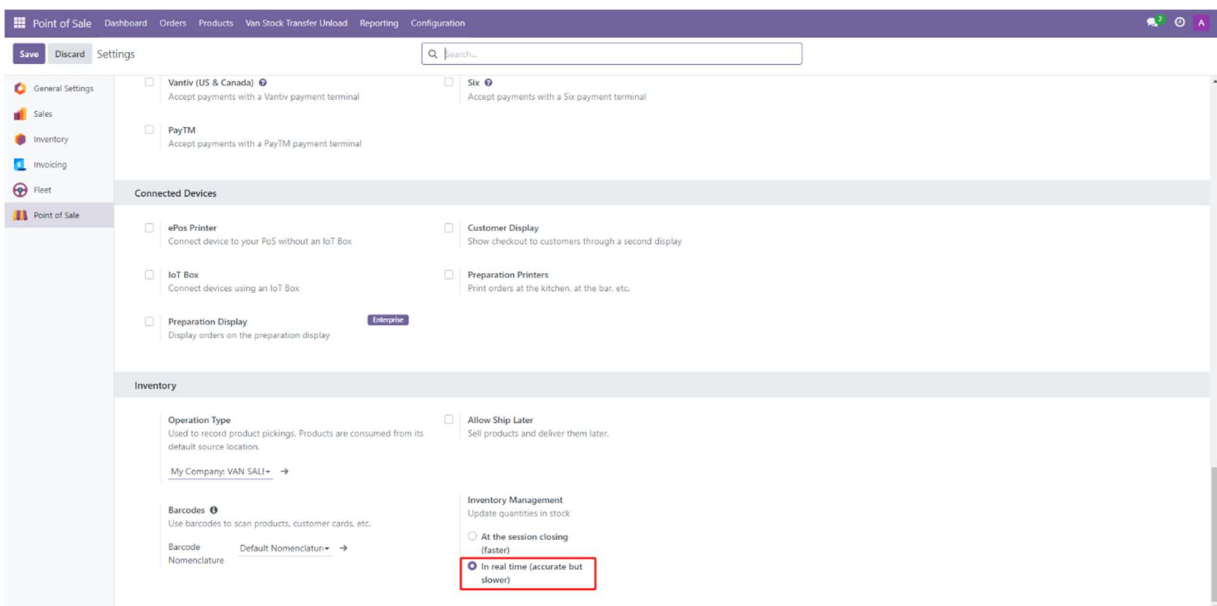 Point of Sale Dashboard Orders Products Van Stock Transfer Unload Reporting Configuration 2 A
Save Discard Settings Search...
General Settings
Sales
Inventory
Invoicing
Fleet
Point of Sale
Vantiv (US & Canada) ?
Accept payments with a Vantiv payment terminal
Six ?
Accept payments with a Six payment terminal
PayTM
Accept payments with a PayTM payment terminal
Connected Devices
ePos Printer
Connect device to your PoS without an IoT Box
Customer Display
Show checkout to customers through a second display
IoT Box
Connect devices using an IoT Box
Preparation Printers
Print orders at the kitchen, at the bar, etc.
Preparation Display Enterprise
Display orders on the preparation display
Inventory
Operation Type
Used to record product pickings. Products are consumed from its
default source location.
My Company: VAN SALI
Allow Ship Later
Sell products and deliver them later.
Barcodes
Use barcodes to scan products, customer cards, etc.
Barcode Default Nomenclatur
Nomenclature
Inventory Management
Update quantities in stock
At the session closing
(faster)
In real time (accurate but
slower)